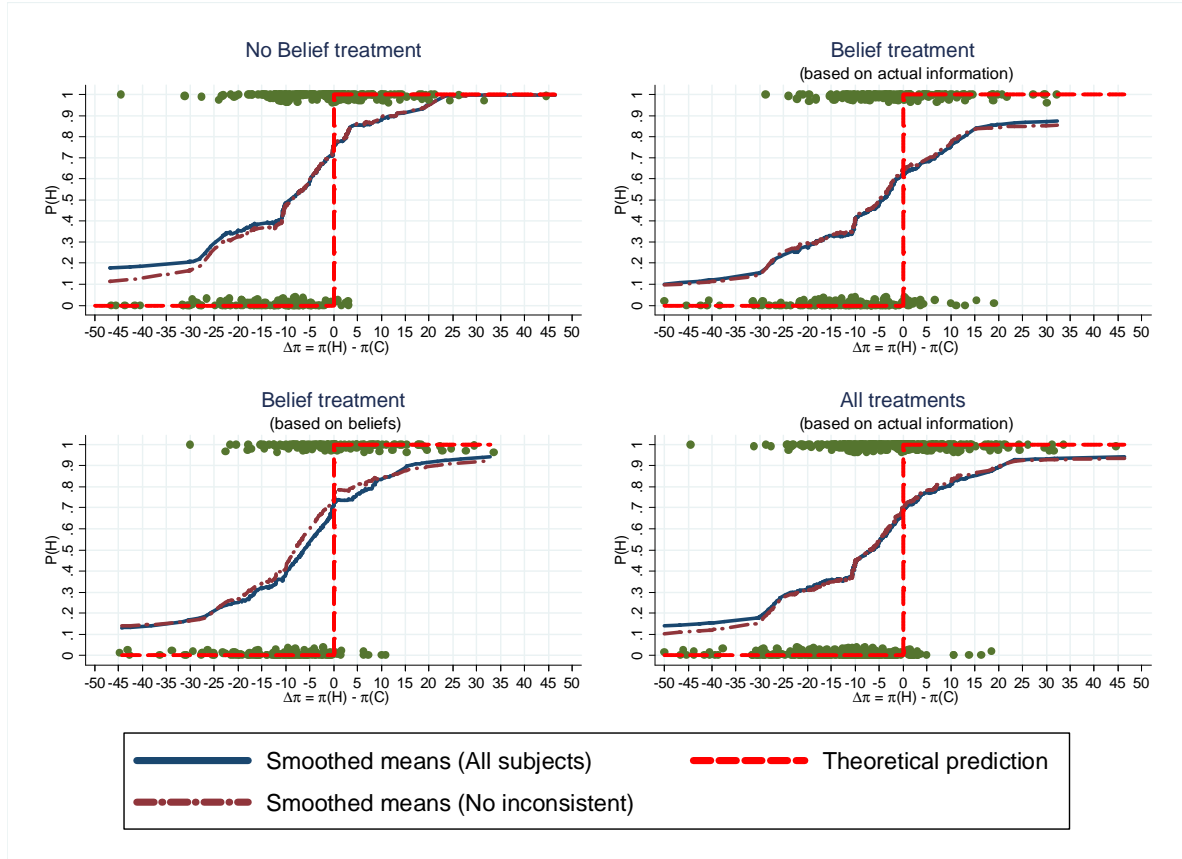 No Belief treatment
1
.9
.8
.7
.6
.5
.4
.3
.2
.1
0
P(H)
-50 -45 -40 -35 -30 -25 -20 -15 -10 -5 0 5 10 15 20 25 30 35 40 45 50
Δπ = π(H) - π(C)
Belief treatment
(based on actual information)
1
.9
.8
.7
.6
.5
.4
.3
.2
.1
0
P(H)
-50 -45 -40 -35 -30 -25 -20 -15 -10 -5 0 5 10 15 20 25 30 35 40 45 50
Δπ = π(H) - π(C)
Belief treatment
(based on beliefs)
1
.9
.8
.7
.6
.5
.4
.3
.2
.1
0
P(H)
-50 -45 -40 -35 -30 -25 -20 -15 -10 -5 0 5 10 15 20 25 30 35 40 45 50
Δπ = π(H) - π(C)
All treatments
(based on actual information)
1
.9
.8
.7
.6
.5
.4
.3
.2
.1
0
P(H)
-50 -45 -40 -35 -30 -25 -20 -15 -10 -5 0 5 10 15 20 25 30 35 40 45 50
Δπ = π(H) - π(C)
Smoothed means (All subjects)
Theoretical prediction
Smoothed means (No inconsistent)